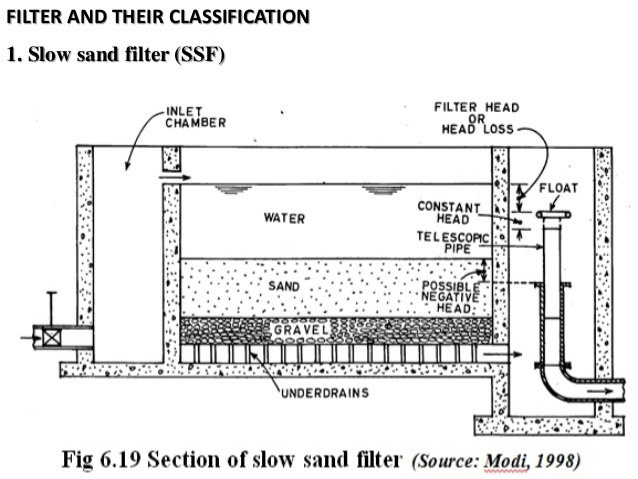 FILTER AND THEIR CLASSIFICATION
1. Slow sand filter (SSF)
INLET
CHAMBER
FILTER HEAD
OR
HEAD LOSS
FLOAT
CONSTANT
HEAD
WATER
TELESCOPIC
PIPE
SAND
POSSIBLE
NEGATIVE
HEAD
GRAVEL
UNDERDRAINS
Fig 6.19 Section of slow sand filter (Source: Modi, 1998)